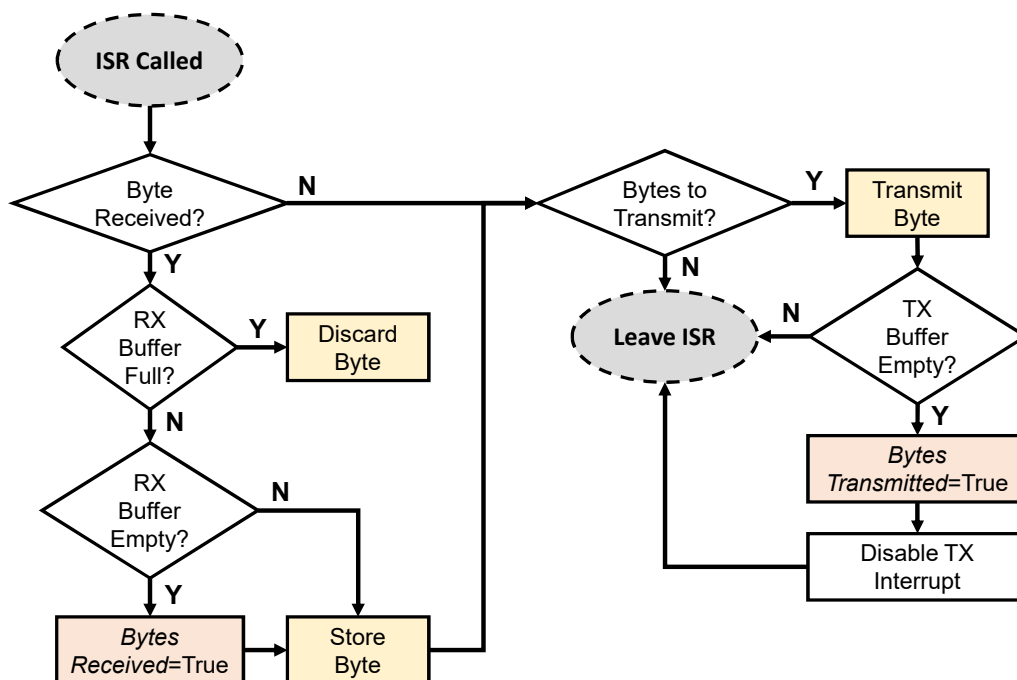 ISR Called
Byte
Received?
N
Y
RX
Buffer
Full?
Y
Discard
Byte
N
RX
Buffer
Empty?
N
Y
Bytes
Received=True
Store
Byte
Bytes to
Transmit?
Y
Transmit
Byte
N
Leave ISR
TX
Buffer
Empty?
N
Y
Bytes
Transmitted=True
Disable TX
Interrupt